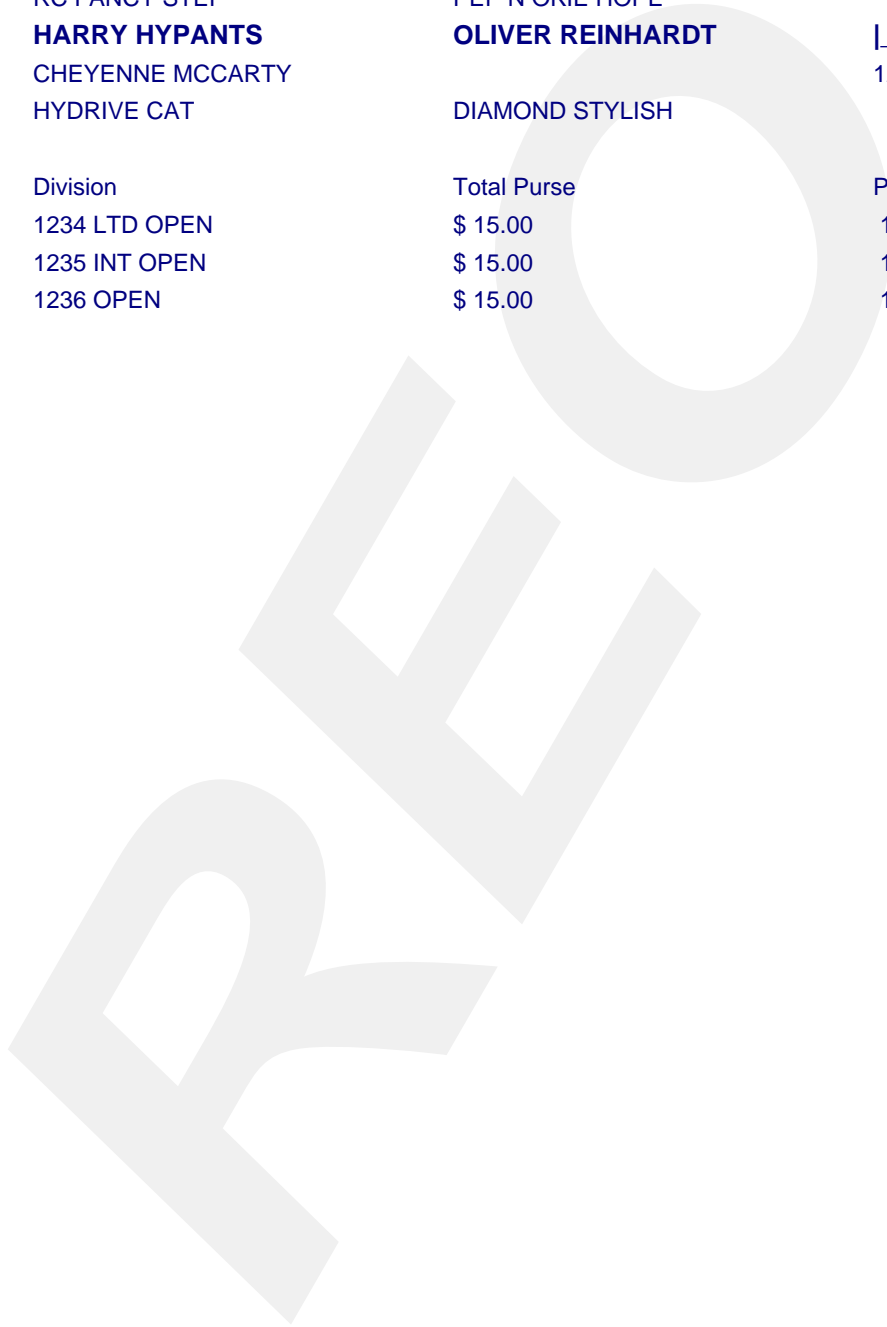 HARRY HYPANTS OLIVER REINHARDT
CHEYENNE MCCARTY
HYDRIVE CAT DIAMOND STYLISH
Division Total Purse
1234 LTD OPEN $ 15.00
1235 INT OPEN $ 15.00
1236 OPEN $ 15.00
REO